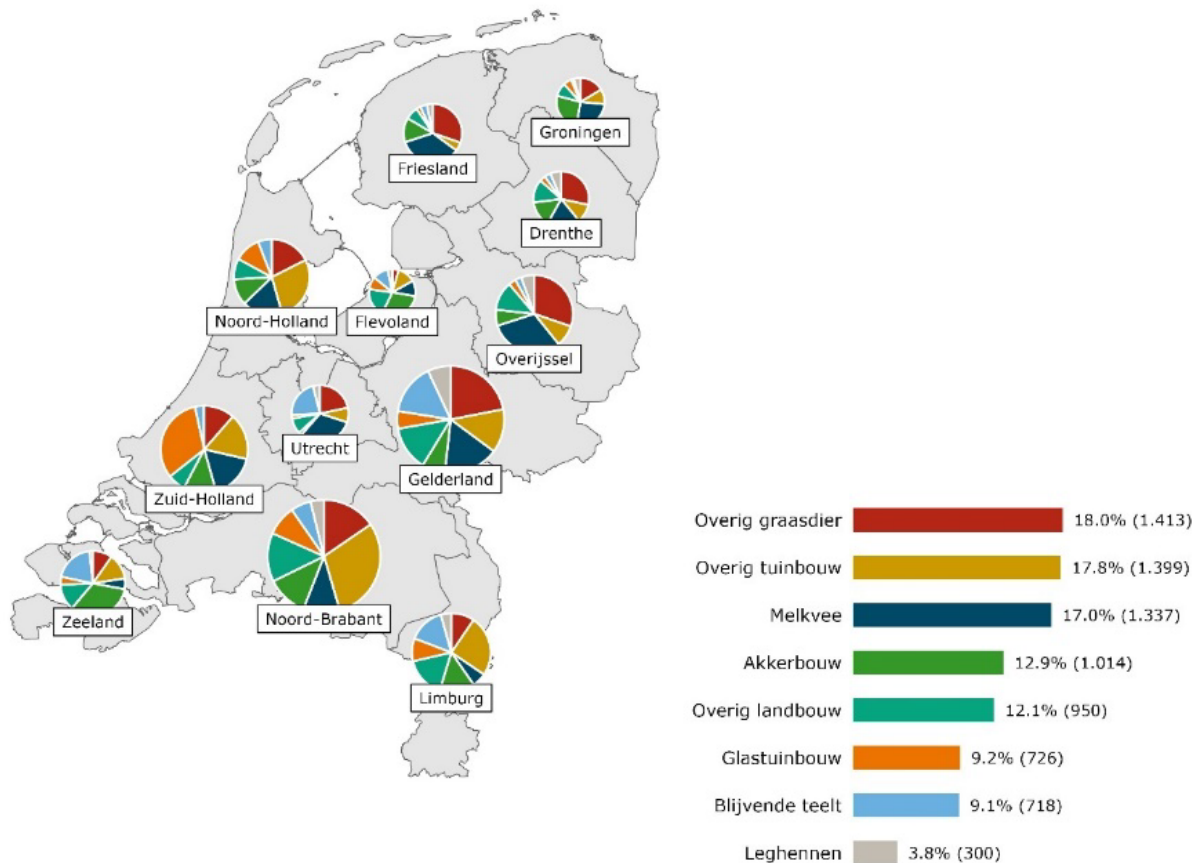 Groningen
Friesland
Drenthe
Noord-Holland
Flevoland
Overijssel
Utrecht
Gelderland
Zuid-Holland
Noord-Brabant
Zeeland
Limburg
Overig graasdier 18.0% (1.413)
Overig tuinbouw 17.8% (1.399)
Melkvee 17.0% (1.337)
Akkerbouw 12.9% (1.014)
Overig landbouw 12.1% (950)
Glastuinbouw 9.2% (726)
Blijvende teelt 9.1% (718)
Leghennen 3.8% (300)